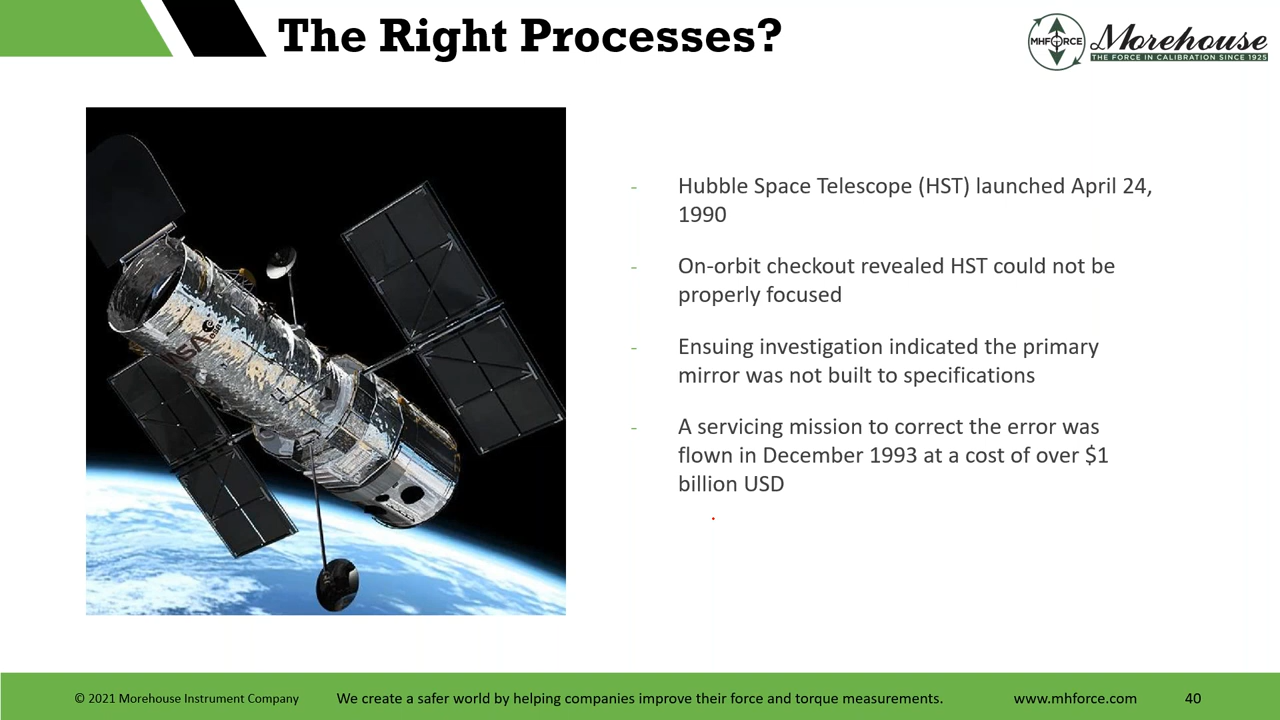 The Right Processes?
MHFORCE
Morehouse
THE FORCE IN CALIBRATION SINCE 1925
- Hubble Space Telescope (HST) launched April 24,
1990
- On-orbit checkout revealed HST could not be
properly focused
- Ensuing investigation indicated the primary
mirror was not built to specifications
- A servicing mission to correct the error was
flown in December 1993 at a cost of over $1
billion USD
© 2021 Morehouse Instrument Company
We create a safer world by helping companies improve their force and torque measurements.
www.mhforce.com
40